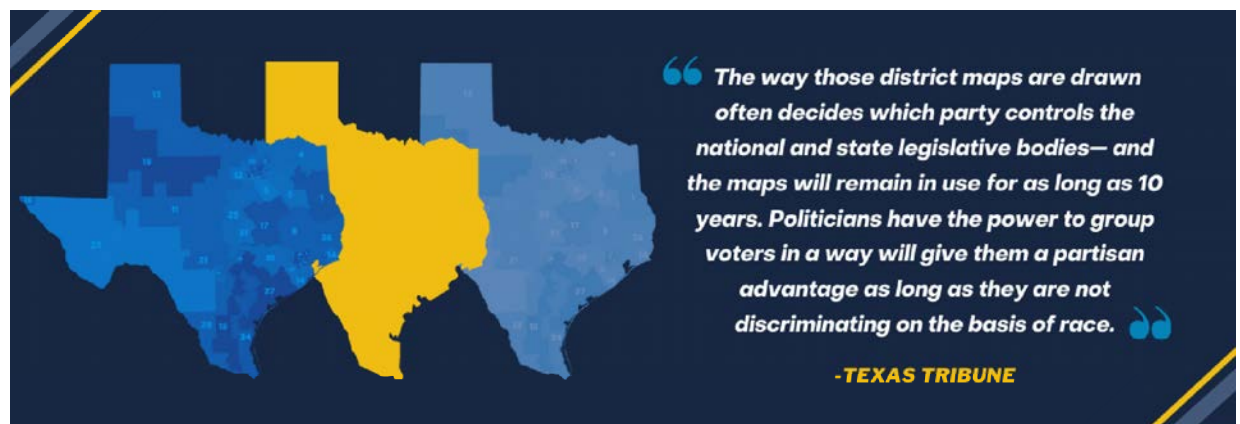 The way those district maps are drawn
often decides which party controls the
national and state legislative bodies— and
the maps will remain in use for as long as 10
years. Politicians have the power to group
voters in a way will give them a partisan
advantage as long as they are not
discriminating on the basis of race.
-TEXAS TRIBUNE